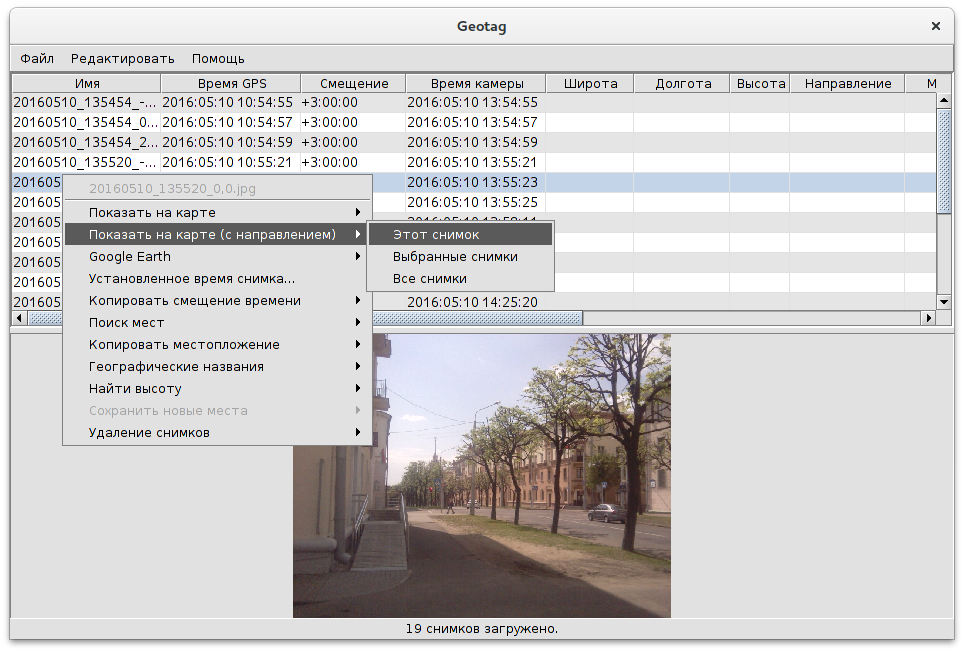 Geotag
Файл Редактировать Помощь
Имя Время GPS Смещение Время камеры Широта Долгота Высота Направление М
20160510_135454_-... 2016:05:10 10:54:55 +3:00:00 2016:05:10 13:54:55
20160510_135454_0... 2016:05:10 10:54:57 +3:00:00 2016:05:10 13:54:57
20160510_135454_2... 2016:05:10 10:54:59 +3:00:00 2016:05:10 13:54:59
20160510_135520_-... 2016:05:10 10:55:21 +3:00:00 2016:05:10 13:55:21
201605 2016:05:10 13:55:23
201605 2016:05:10 13:55:25
201605
201605
201605
201605
201605 2016:05:10 14:25:20
20160510_135520_0,0.jpg
Показать на карте
Показать на карте (с направлением)
Google Earth
Установленное время снимка...
Копировать смещение времени
Поиск мест
Копировать местопложение
Географические названия
Найти высоту
Сохранить новые места
Удаление снимков
Этот снимок
Выбранные снимки
Все снимки
19 снимков загружено.